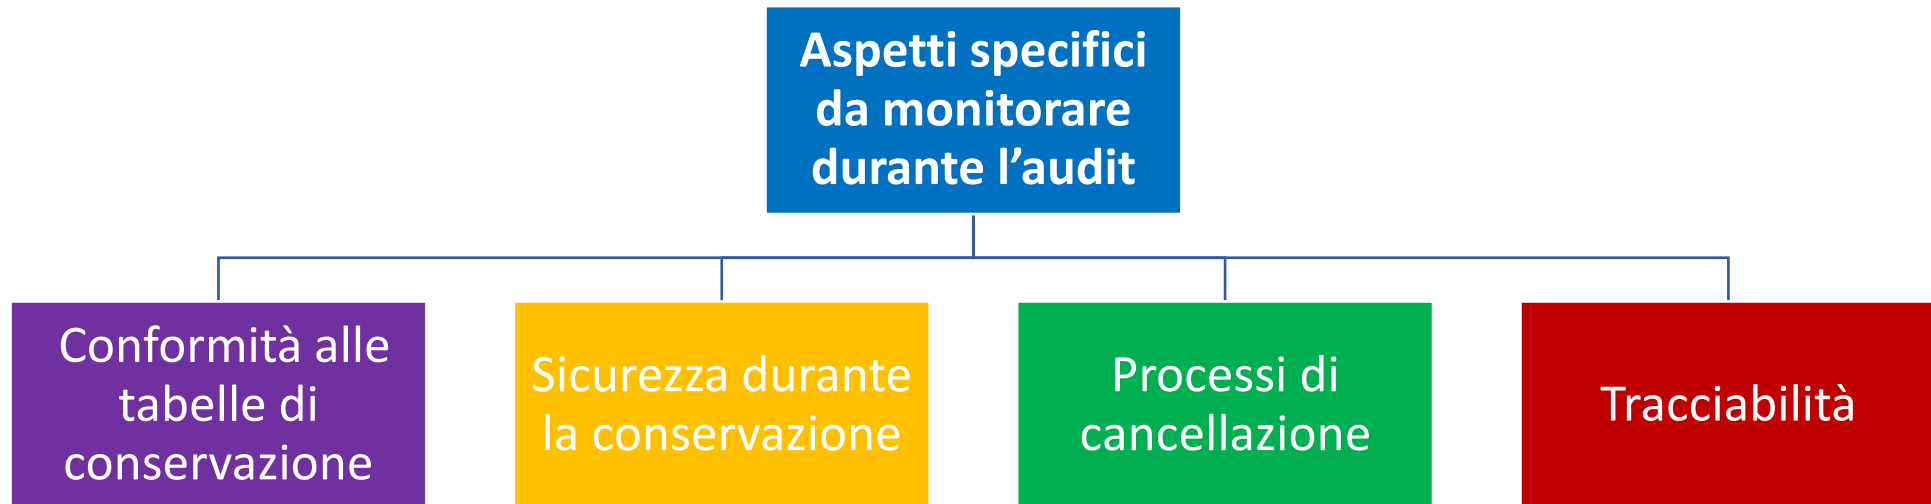 Aspetti specifici
da monitorare
durante l’audit
Conformità alle
tabelle di
conservazione
Sicurezza durante
la conservazione
Processi di
cancellazione
Tracciabilità